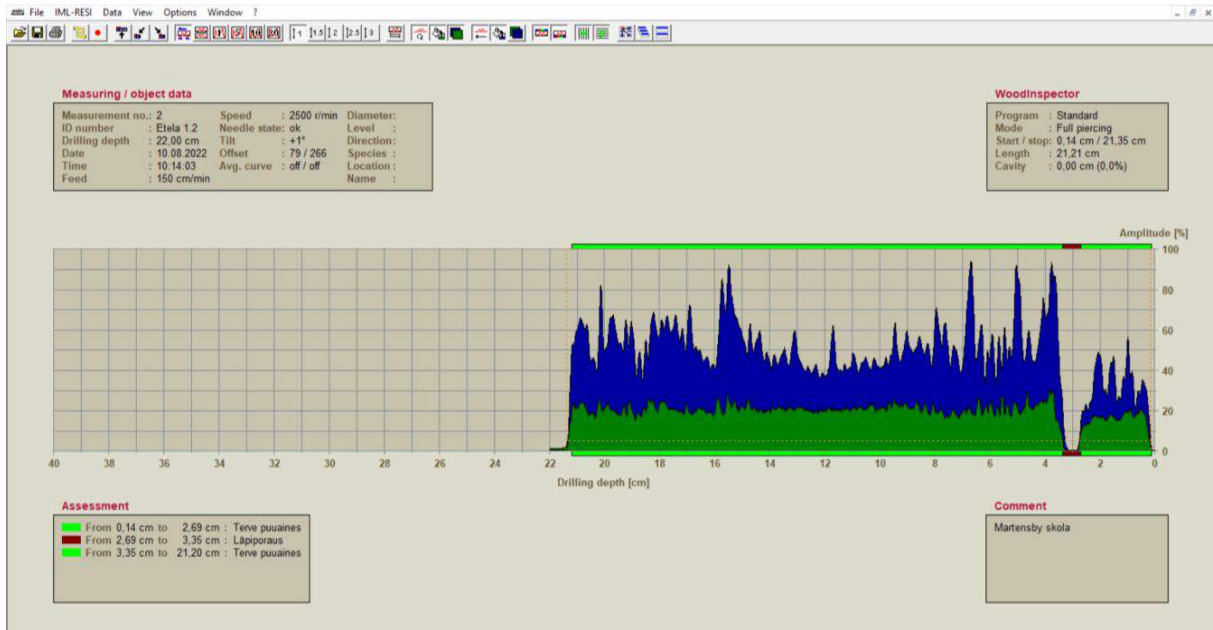 File IML-RESI Data View Options Window ?
1 1.5 2 2.5 3
Measuring / object data
Measurement no.: 2 Speed : 2500 r/min Diameter:
ID number : Etela 1.2 Needle state: ok Level :
Drilling depth : 22,00 cm Tilt : +1° Direction:
Date : 10.08.2022 Offset : 79 / 266 Species :
Time : 10:14:03 Avg. curve : off / off Location :
Feed : 150 cm/min Name :
WoodInspector
Program : Standard
Mode : Full piercing
Start / stop: 0,14 cm / 21,35 cm
Length : 21,21 cm
Cavity : 0,00 cm (0,0%)
Amplitude [%]
100
80
60
40
20
0
40 38 36 34 32 30 28 26 24 22 20 18 16 14 12 10 8 6 4 2 0
Drilling depth [cm]
Assessment
From 0,14 cm to 2,69 cm : Terve puuaines
From 2,69 cm to 3,35 cm : Läpiporaus
From 3,35 cm to 21,20 cm : Terve puuaines
Comment
Martensby skola